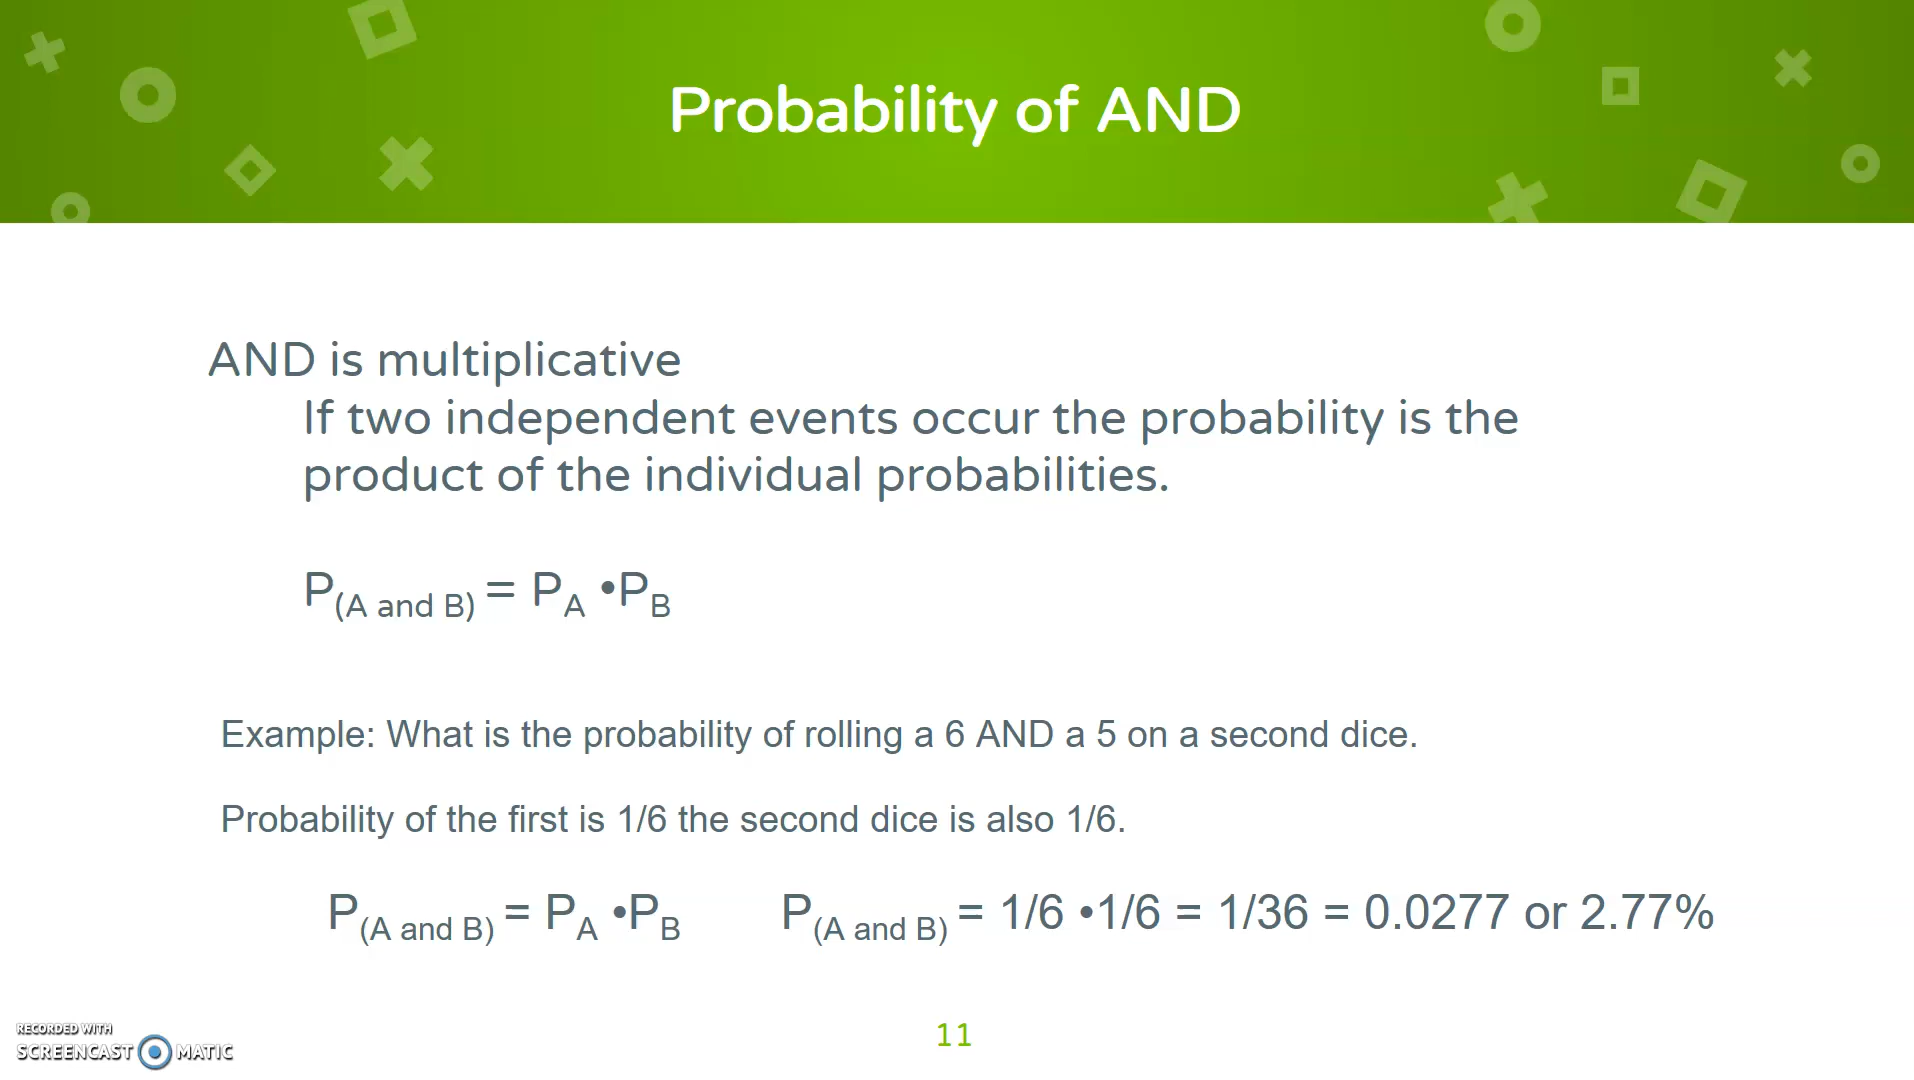 Probability of AND
AND is multiplicative
If two independent events occur the probability is the
product of the individual probabilities.
P(A and B) = PA •PB
Example: What is the probability of rolling a 6 AND a 5 on a second dice.
Probability of the first is 1/6 the second dice is also 1/6.
P(A and B) = PA •PB P(A and B) = 1/6 •1/6 = 1/36 = 0.0277 or 2.77%
11
RECORDED WITH
SCREENCAST MATIC